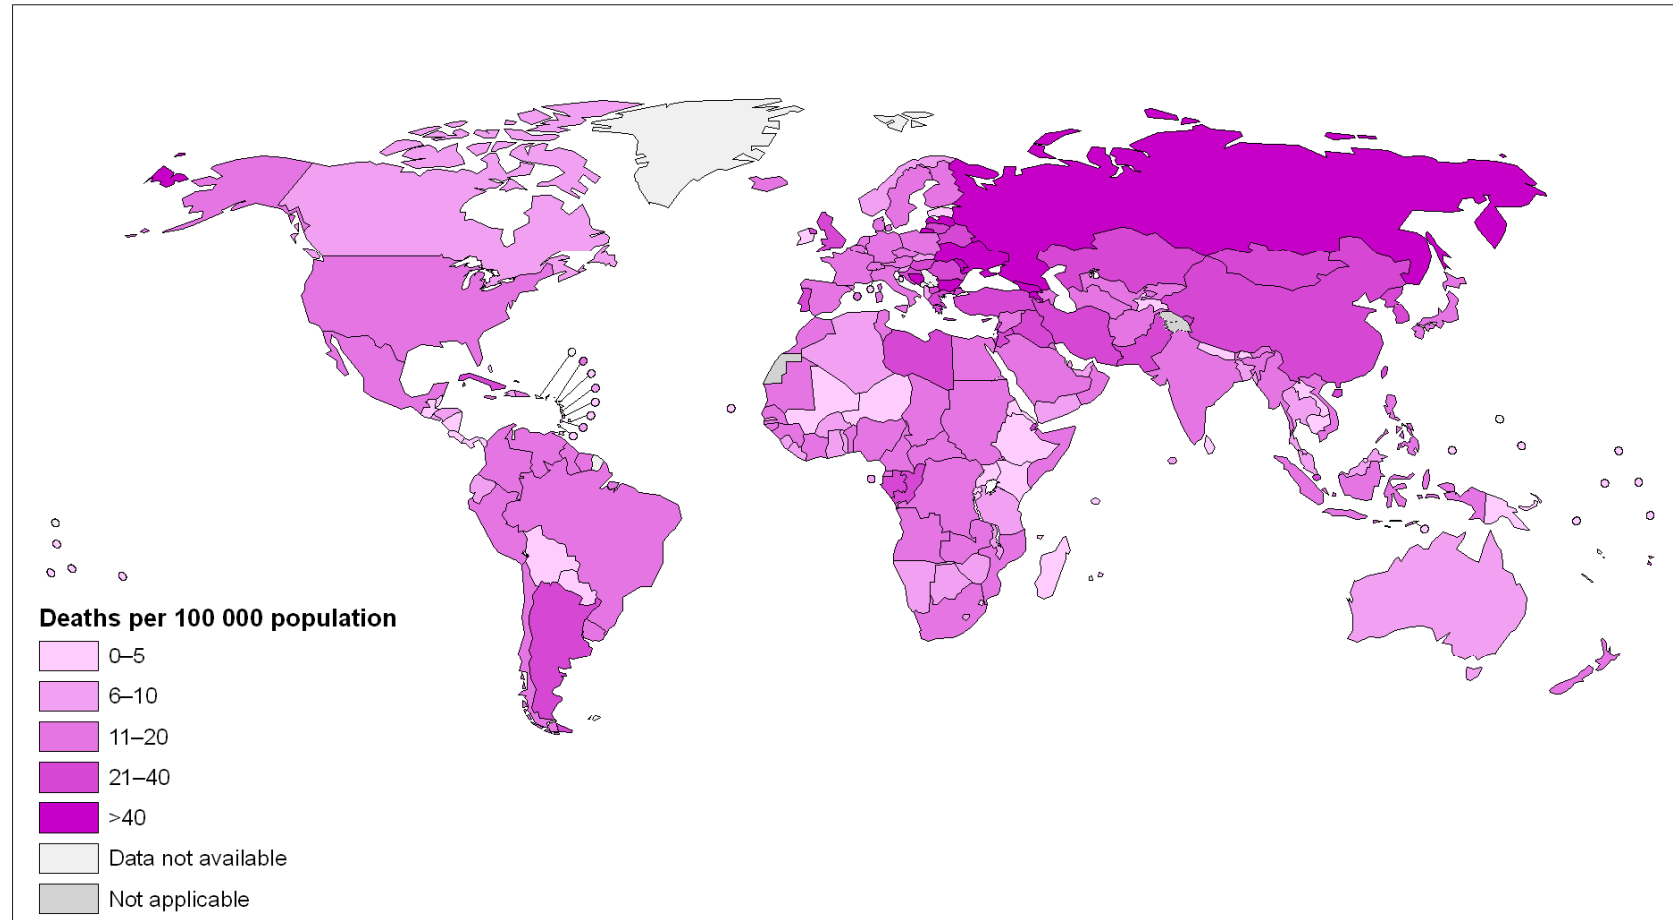 Deaths per 100 000 population
0–5
6–10
11–20
21–40
>40
Data not available
Not applicable